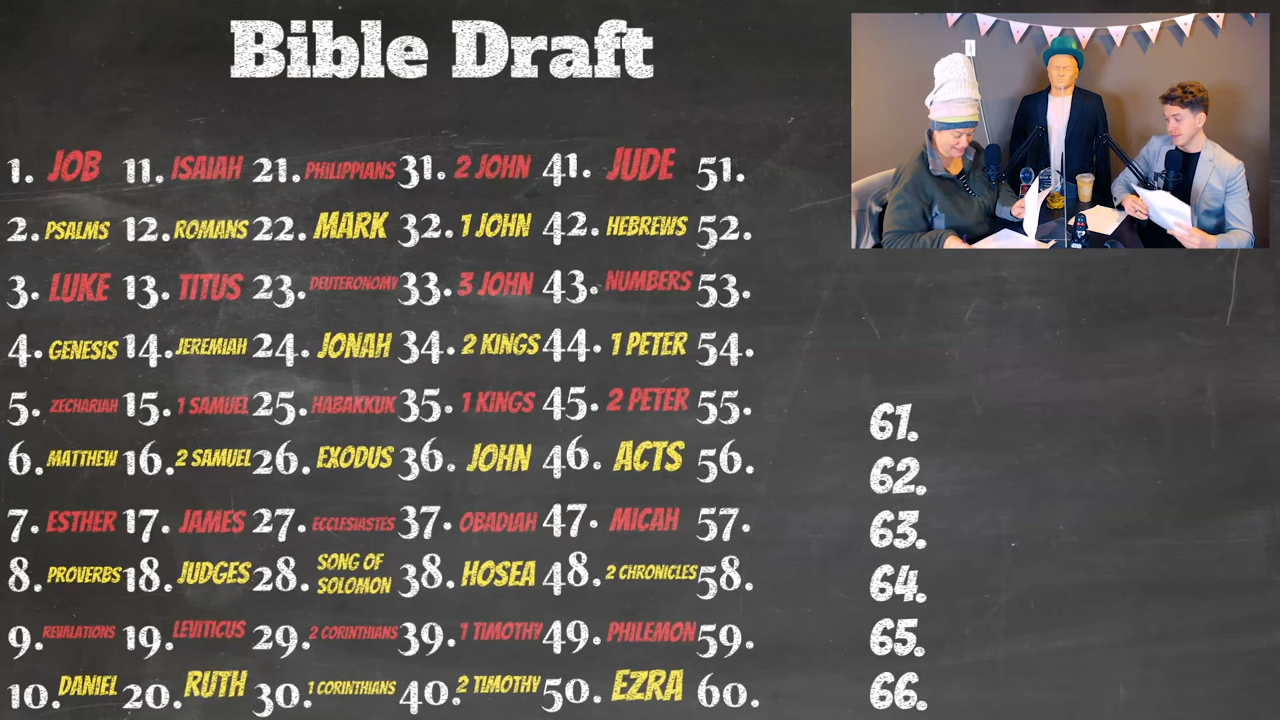 Bible Draft
1. JOB
2. PSALMS
3. LUKE
4. GENESIS
5. ZECHARIAH
6. MATTHEW
7. ESTHER
8. PROVERBS
9. REVALATIONS
10. DANIEL
11. ISAIAH
12. ROMANS
13. TITUS
14. JEREMIAH
15. 1 SAMUEL
16. 2 SAMUEL
17. JAMES
18. JUDGES
19. LEVITICUS
20. RUTH
21. PHILIPPIANS
22. MARK
23. DEUTERONOMY
24. JONAH
25. HABAKKUK
26. EXODUS
27. ECCLESIASTES
28. SONG OF
SOLOMON
29. 2 CORINTHIANS
30. 1 CORINTHIANS
31. 2 JOHN
32. 1 JOHN
33. 3 JOHN
34. 2 KINGS
35. 1 KINGS
36. JOHN
37. OBADIAH
38. HOSEA
39. 1 TIMOTHY
40. 2 TIMOTHY
41. JUDE
42. HEBREWS
43. NUMBERS
44. 1 PETER
45. 2 PETER
46. ACTS
47. MICAH
48. 2 CHRONICLES
49. PHILEMON
50. EZRA
51.
52.
53.
54.
55.
56.
57.
58.
59.
60.
61.
62.
63.
64.
65.
66.